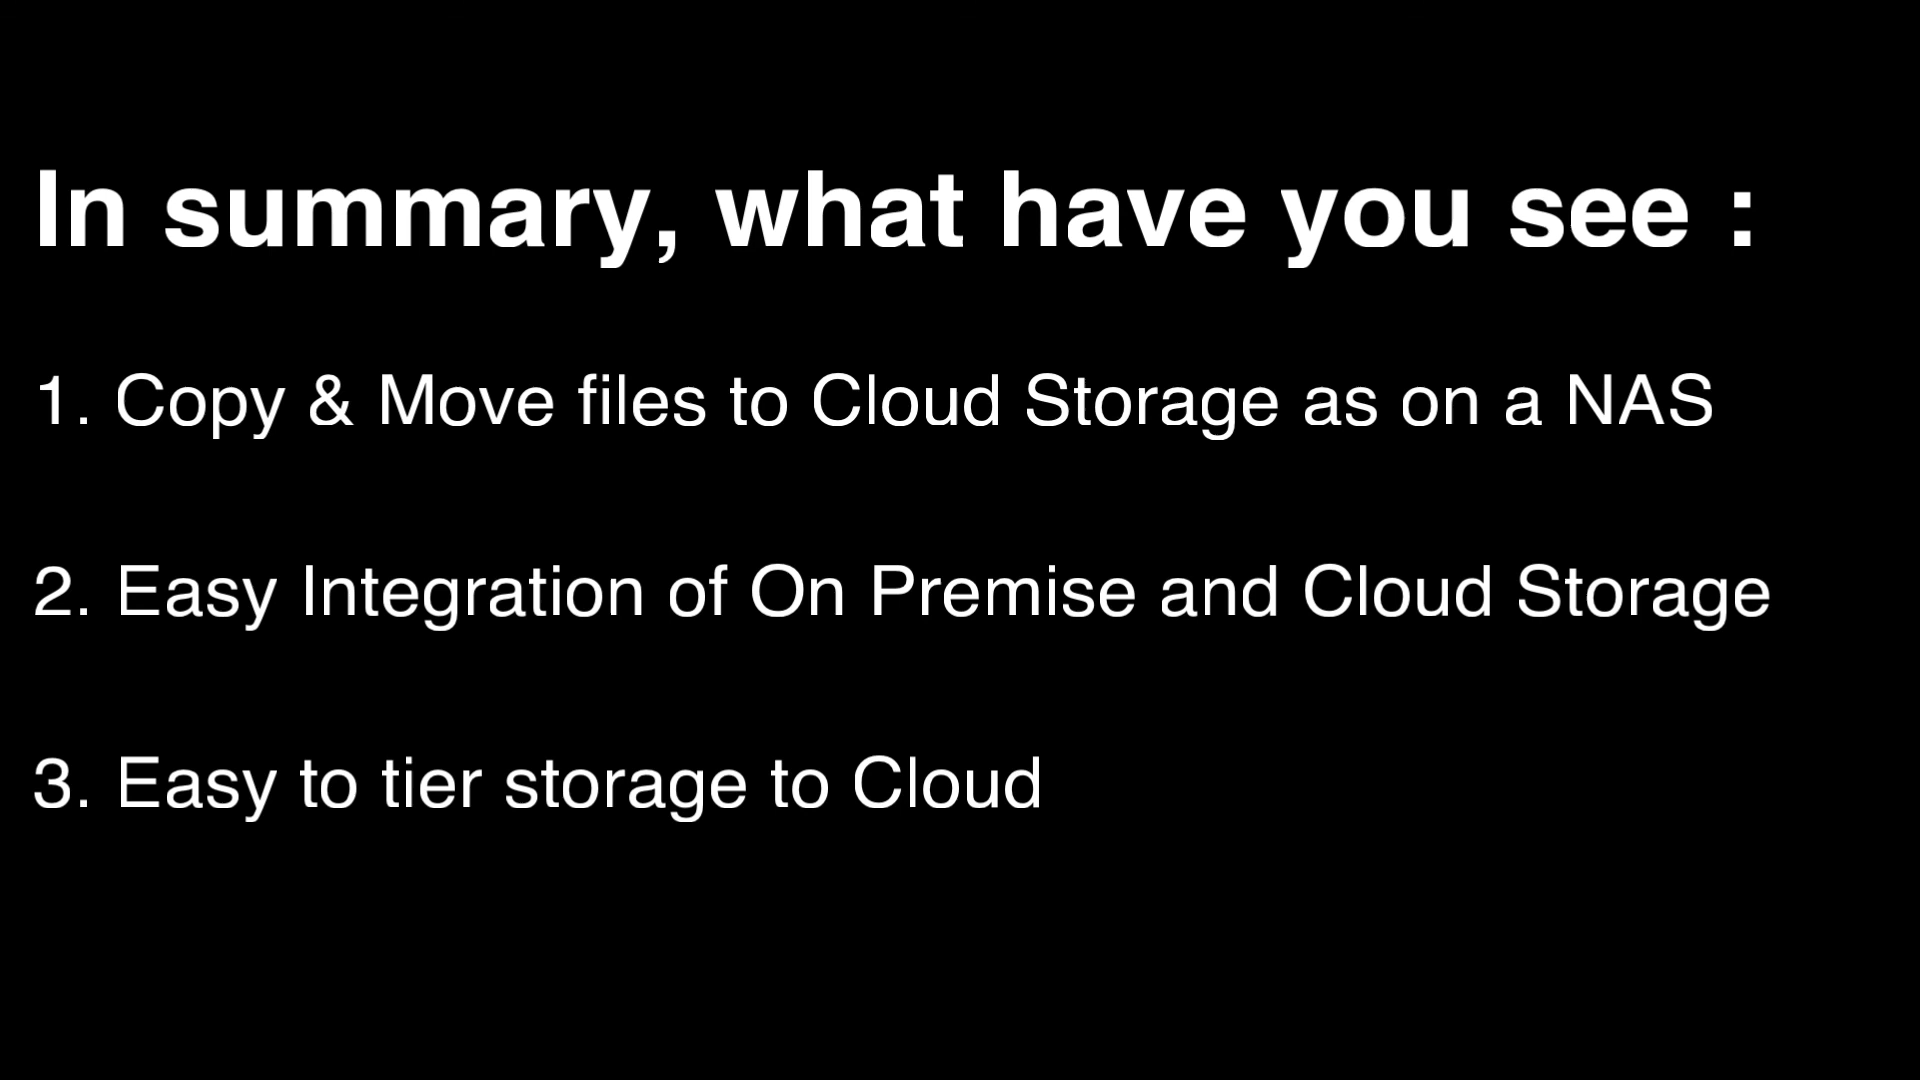 In summary, what have you see :
1. Copy & Move files to Cloud Storage as on a NAS
2. Easy Integration of On Premise and Cloud Storage
3. Easy to tier storage to Cloud